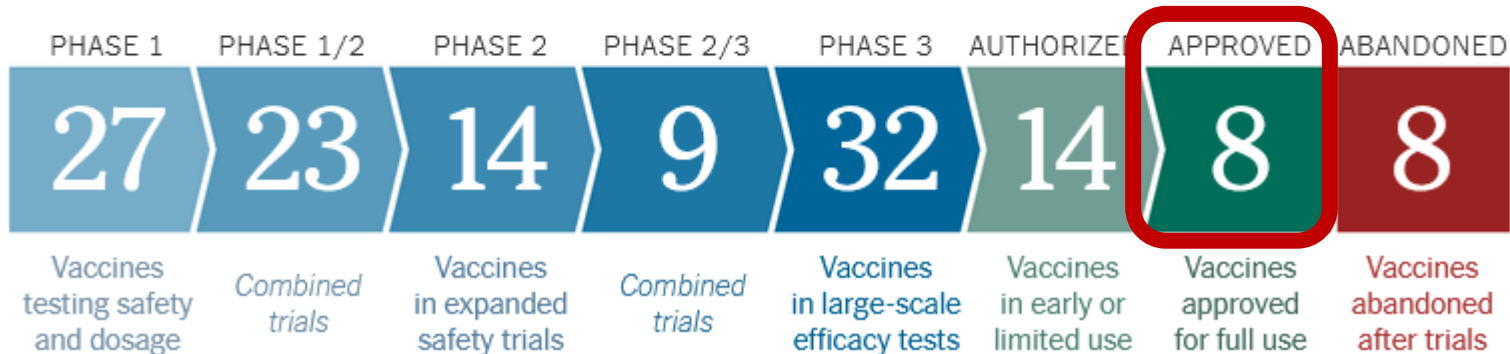 PHASE 1 PHASE 1/2 PHASE 2 PHASE 2/3 PHASE 3 AUTHORIZED APPROVED ABANDONED
27 23 14 9 32 14 8 8
Vaccines testing safety and dosage
Combined trials
Vaccines in expanded safety trials
Combined trials
Vaccines in large-scale efficacy tests
Vaccines in early or limited use
Vaccines approved for full use
Vaccines abandoned after trials